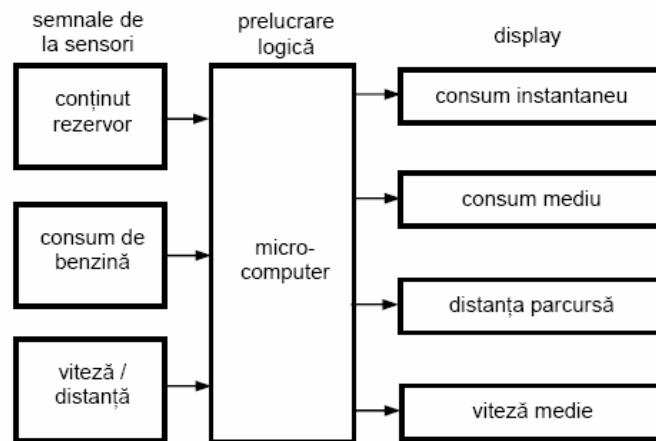 semnale de
la sensori
prelucrare
logică
display
conținut
rezervor
consum de
benzină
viteză /
distanță
micro-
computer
consum instantaneu
consum mediu
distanța parcursă
viteză medie